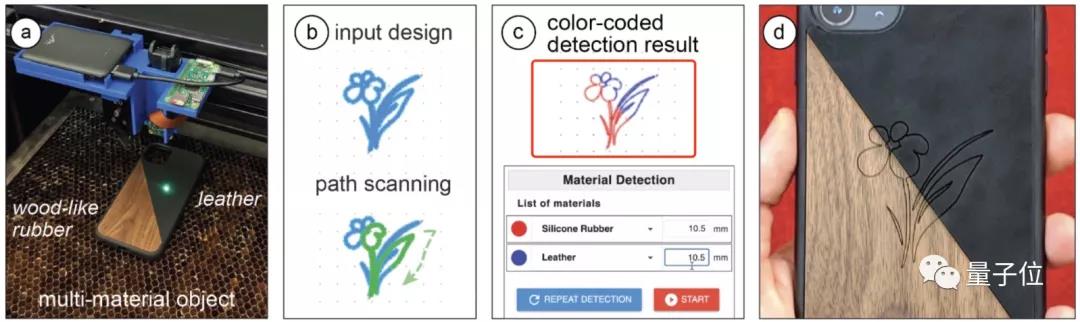 a
wood-like
rubber
leather
multi-material object
b
input design
path scanning
c
color-coded
detection result
Material Detection
List of materials
Silicone Rubber
10.5 mm
Leather
10.5 mm
REPEAT DETECTION
START
d
量子位